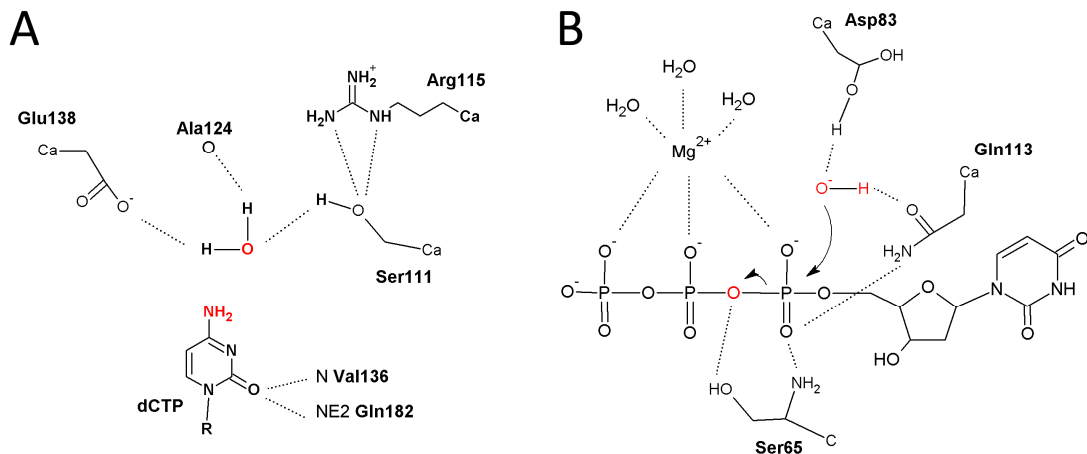 A
NH₂⁺
Arg115
H₂N
NH
Ca
Glu138
Ala124
Ca
O
O
O⁻
H
H
O
H
O
Ca
Ser111
NH₂
N
N
O
dCTP
R
N Val136
NE2 Gln182
B
Ca
Asp83
OH
O
H
H₂O
H₂O
H₂O
Mg²⁺
Gln113
Ca
O⁻
H
O
H₂N
O⁻
O⁻
O⁻
O⁻
P
O
P
O
P
O
O
O
O
O
N
NH
O
O
HO
HO
NH₂
Ser65
C